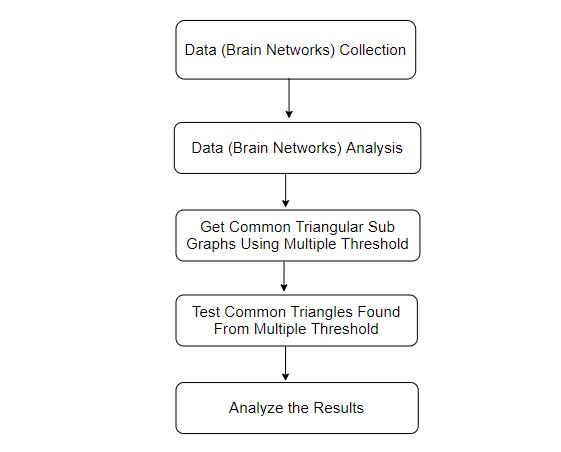 Data (Brain Networks) Collection
Data (Brain Networks) Analysis
Get Common Triangular Sub
Graphs Using Multiple Threshold
Test Common Triangles Found
From Multiple Threshold
Analyze the Results